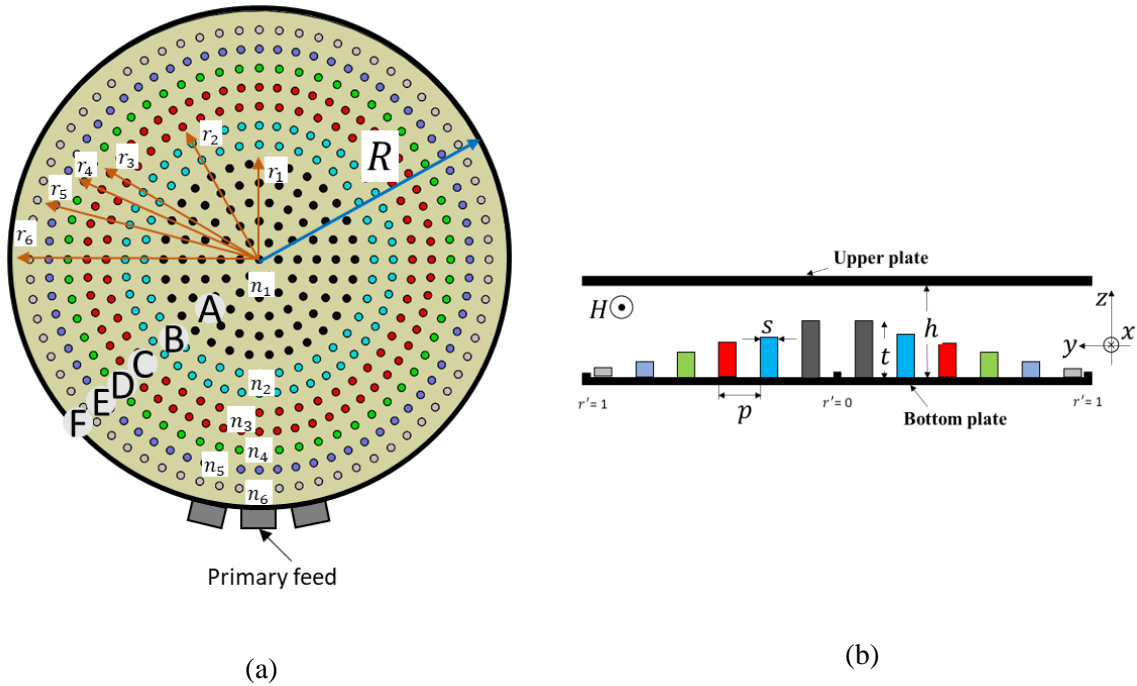 r₂
R
r₃
r₁
r₄
r₅
r₆
n₁
A
B
C
n₂
D
n₃
E
n₄
F
n₅
n₆
Primary feed
(a)
Upper plate
H
s
t
h
z
y
x
p
r′= 1
r′= 0
r′= 1
Bottom plate
(b)